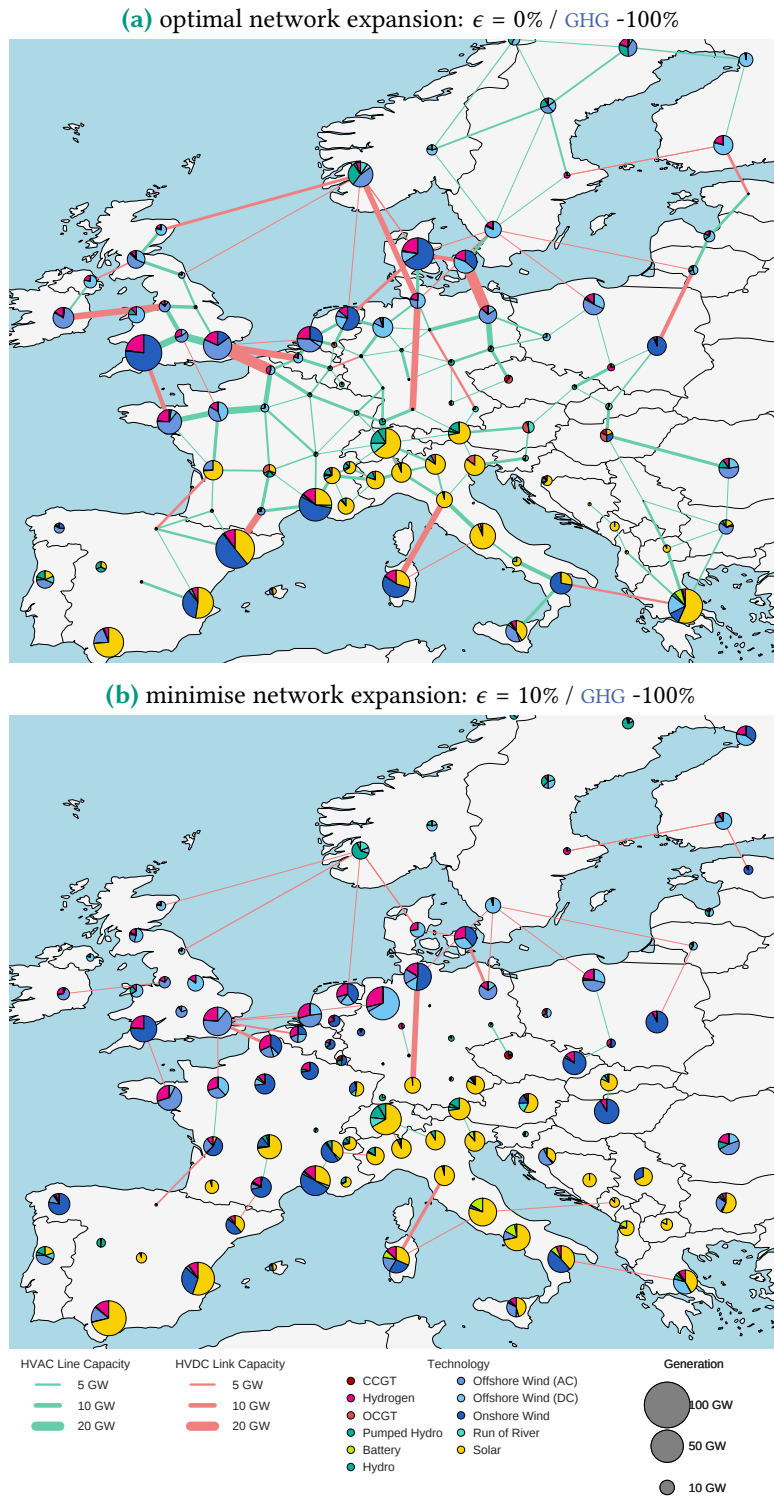 (a) optimal network expansion: ϵ = 0% / GHG -100%
(b) minimise network expansion: ϵ = 10% / GHG -100%
HVAC Line Capacity
5 GW
10 GW
20 GW
HVDC Link Capacity
5 GW
10 GW
20 GW
Technology
CCGT
Hydrogen
OCGT
Pumped Hydro
Battery
Hydro
Offshore Wind (AC)
Offshore Wind (DC)
Onshore Wind
Run of River
Solar
Generation
100 GW
50 GW
10 GW